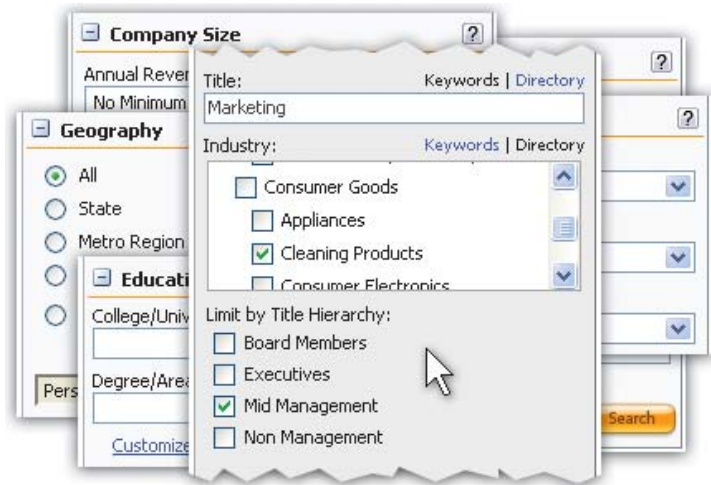 Company Size
?
Annual Rever
No Minimum
?
Geography
All
State
Metro Region
Pers
Educati
College/Univ
Degree/Area
Customize
Title: Keywords | Directory
Marketing
Industry: Keywords | Directory
Consumer Goods
Appliances
Cleaning Products
Consumer Electronics
Limit by Title Hierarchy:
Board Members
Executives
Mid Management
Non Management
?
Search